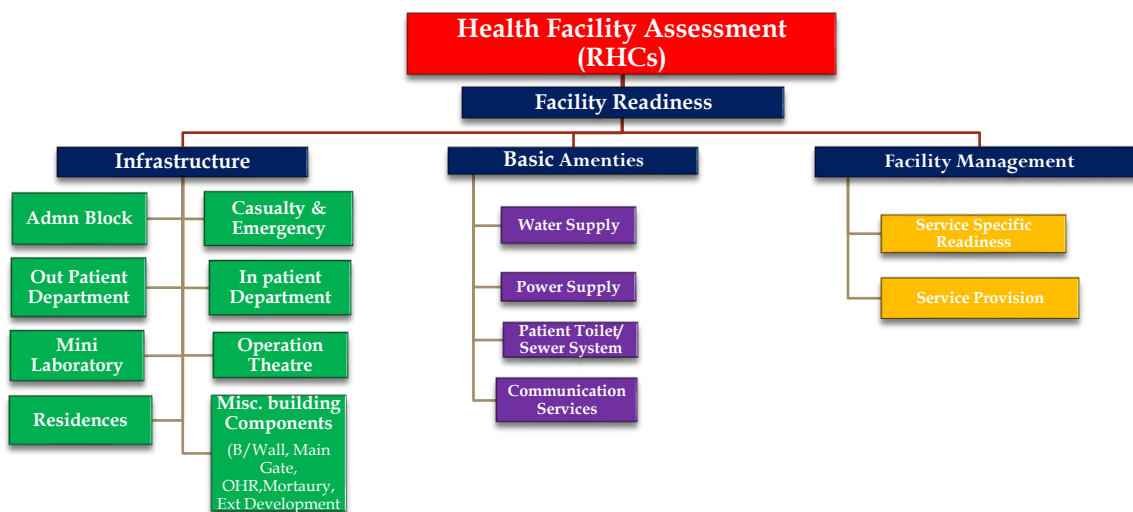 Health Facility Assessment
(RHCs)
Facility Readiness
Infrastructure
Basic Amenties
Facility Management
Admn Block
Casualty &
Emergency
Out Patient
Department
In patient
Department
Mini
Laboratory
Operation
Theatre
Residences
Misc. building
Components
(B/Wall, Main
Gate,
OHR,Mortaury,
Ext Development
Water Supply
Power Supply
Patient Toilet/
Sewer System
Communication
Services
Service Specific
Readiness
Service Provision